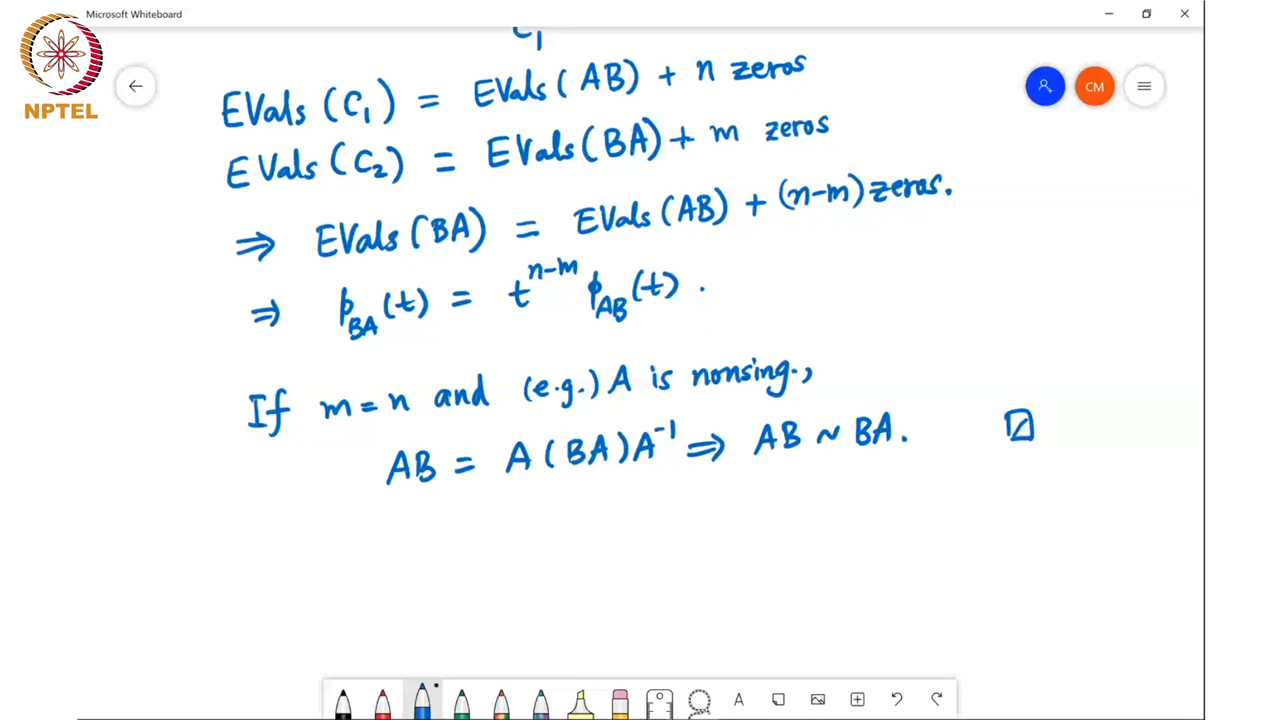 Microsoft Whiteboard
NPTEL
CM
C₁
EVals (C₁) = EVals (AB) + n zeros
EVals (C₂) = EVals (BA) + m zeros
⇒ EVals (BA) = EVals (AB) + (n-m) zeros.
⇒ p_BA(t) = t^{n-m} p_AB(t) .
If m = n and (e.g.) A is nonsing.,
AB = A (BA) A⁻¹ ⇒ AB ~ BA.
A